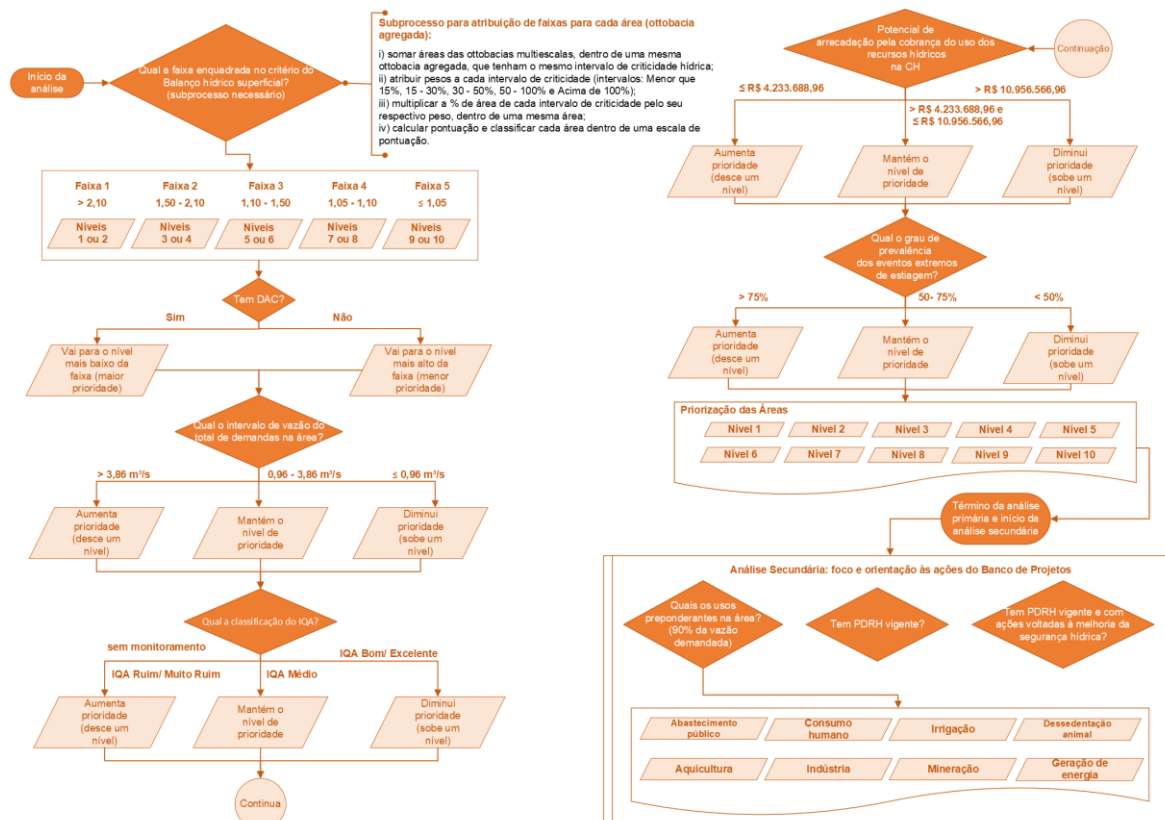 Início da
análise
Qual a faixa enquadrada no critério do
Balanço hídrico superficial?
(subprocesso necessário)
Subprocesso para atribuição de faixas para cada área (ottobacia
agregada):
i) somar áreas das ottobacias multiescalas, dentro de uma mesma
ottobacia agregada, que tenham o mesmo intervalo de criticidade hídrica;
ii) atribuir pesos a cada intervalo de criticidade (intervalos: Menor que
15%, 15 - 30%, 30 - 50%, 50 - 100% e Acima de 100%);
iii) multiplicar a % de área de cada intervalo de criticidade pelo seu
respectivo peso, dentro de uma mesma área;
iv) calcular pontuação e classificar cada área dentro de uma escala de
pontuação.
Faixa 1
> 2,10
Níveis
1 ou 2
Faixa 2
1,50 - 2,10
Níveis
3 ou 4
Faixa 3
1,10 - 1,50
Níveis
5 ou 6
Faixa 4
1,05 - 1,10
Níveis
7 ou 8
Faixa 5
≤ 1,05
Níveis
9 ou 10
Tem DAC?
Sim
Não
Vai para o nível
mais baixo da
faixa (maior
prioridade)
Vai para o nível
mais alto da
faixa (menor
prioridade)
Qual o intervalo de vazão do
total de demandas na área?
> 3,86 m³/s
0,96 - 3,86 m³/s
≤ 0,96 m³/s
Aumenta
prioridade
(desce um
nível)
Mantém o
nível de
prioridade
Diminui
prioridade
(sobe um
nível)
Qual a classificação do IQA?
sem monitoramento
IQA Bom/ Excelente
IQA Ruim/ Muito Ruim
IQA Médio
Aumenta
prioridade
(desce um
nível)
Mantém o
nível de
prioridade
Diminui
prioridade
(sobe um
nível)
Continua
Potencial de
arrecadação pela cobrança do uso dos
recursos hídricos
na CH
Continuação
≤ R$ 4.233.688,96
> R$ 10.956.566,96
> R$ 4.233.688,96 e
≤ R$ 10.956.566,96
Aumenta
prioridade
(desce um
nível)
Mantém o
nível de
prioridade
Diminui
prioridade
(sobe um
nível)
Qual o grau de
prevalência
dos eventos extremos
de estiagem?
> 75%
50- 75%
< 50%
Aumenta
prioridade
(desce um
nível)
Mantém o
nível de
prioridade
Diminui
prioridade
(sobe um
nível)
Priorização das Áreas
Nivel 1
Nivel 2
Nivel 3
Nivel 4
Nivel 5
Nivel 6
Nivel 7
Nivel 8
Nivel 9
Nivel 10
Término da
análise
primária e início da
análise secundária
Análise Secundária: foco e orientação às ações do Banco de Projetos
Quais os usos
preponderantes na área?
(90% da vazão
demandada)
Tem PDRH vigente?
Tem PDRH vigente e com
ações voltadas à melhoria da
segurança hídrica?
Abastecimento
público
Consumo
humano
Irrigação
Dessedentação
animal
Aquicultura
Indústria
Mineração
Geração de
energia